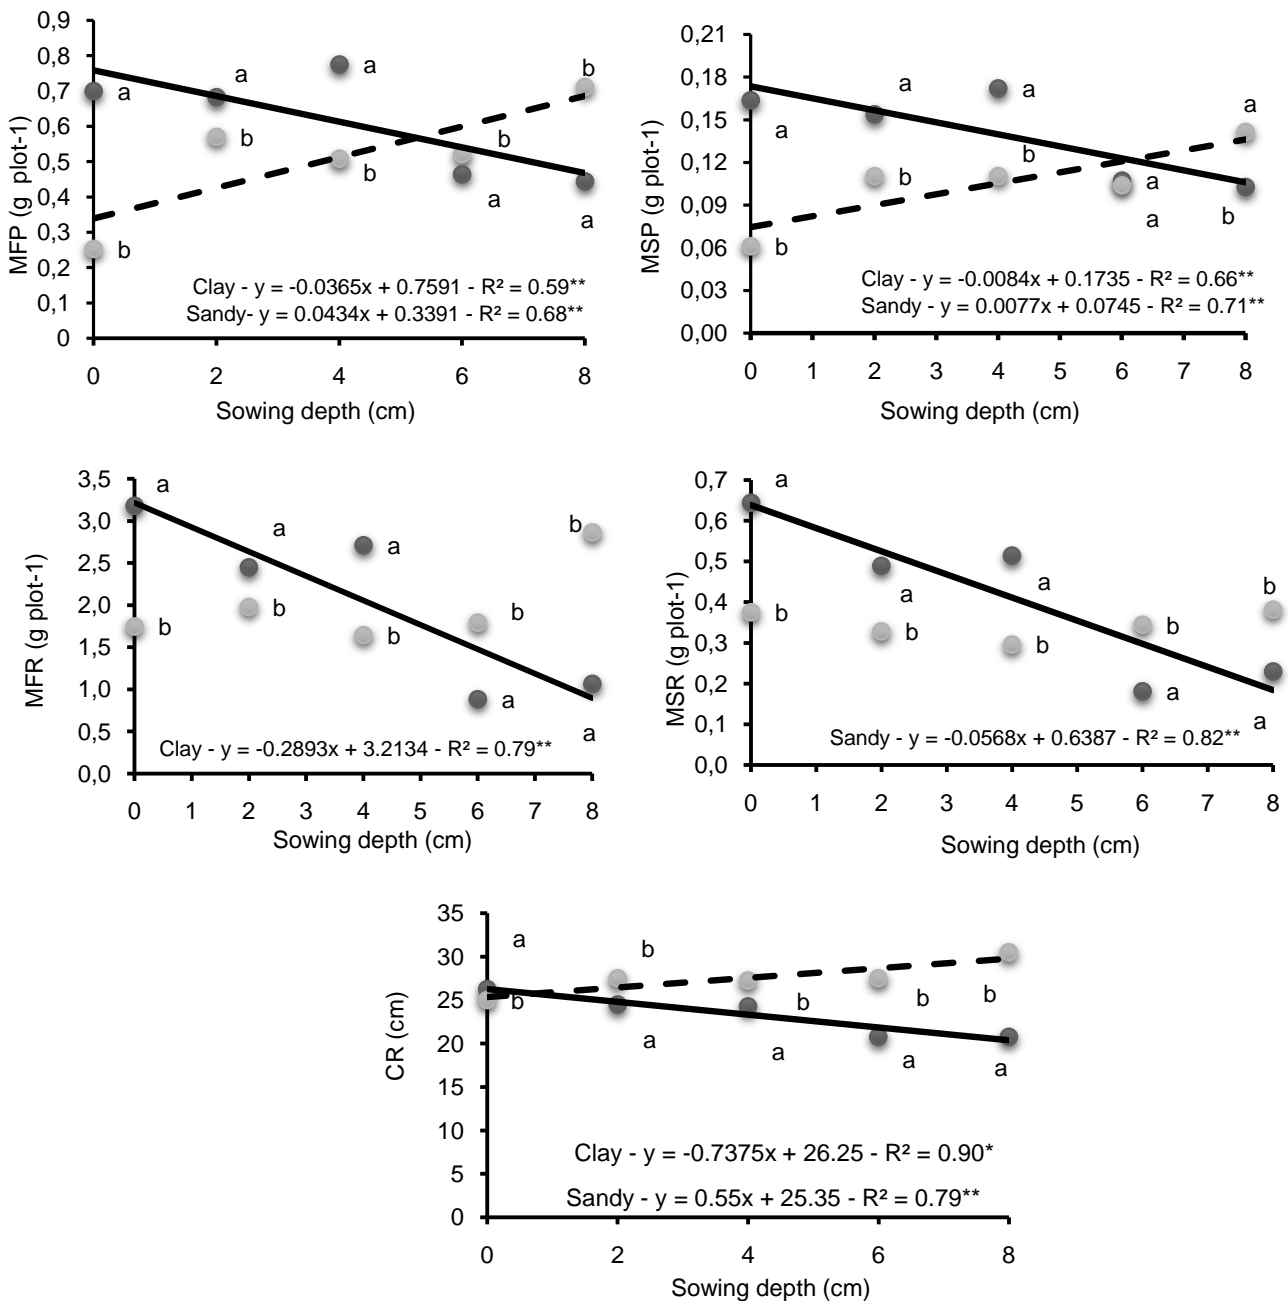 0,9
0,8
0,7
0,6
0,5
0,4
0,3
0,2
0,1
0
MFP (g plot-1)
a
a
a
b
b
b
b
a
a
b
Clay - y = -0.0365x + 0.7591 - R² = 0.59**
Sandy- y = 0.0434x + 0.3391 - R² = 0.68**
0 2 4 6 8
Sowing depth (cm)
0,21
0,18
0,15
0,12
0,09
0,06
0,03
0,00
MSP (g plot-1)
a
a
a
a
b
b
a
a
b
b
Clay - y = -0.0084x + 0.1735 - R² = 0.66**
Sandy - y = 0.0077x + 0.0745 - R² = 0.71**
0 1 2 3 4 5 6 7 8
Sowing depth (cm)
3,5
3,0
2,5
2,0
1,5
1,0
0,5
0,0
MFR (g plot-1)
a
a
a
b
b
b
b
b
a
a
Clay - y = -0.2893x + 3.2134 - R² = 0.79**
0 1 2 3 4 5 6 7 8
Sowing depth (cm)
0,7
0,6
0,5
0,4
0,3
0,2
0,1
0,0
MSR (g plot-1)
a
a
a
b
b
b
b
b
a
a
Sandy - y = -0.0568x + 0.6387 - R² = 0.82**
0 1 2 3 4 5 6 7 8
Sowing depth (cm)
35
30
25
20
15
10
5
0
CR (cm)
a
b
b
b
b
b
a
a
a
a
Clay - y = -0.7375x + 26.25 - R² = 0.90*
Sandy - y = 0.55x + 25.35 - R² = 0.79**
0 2 4 6 8
Sowing depth (cm)